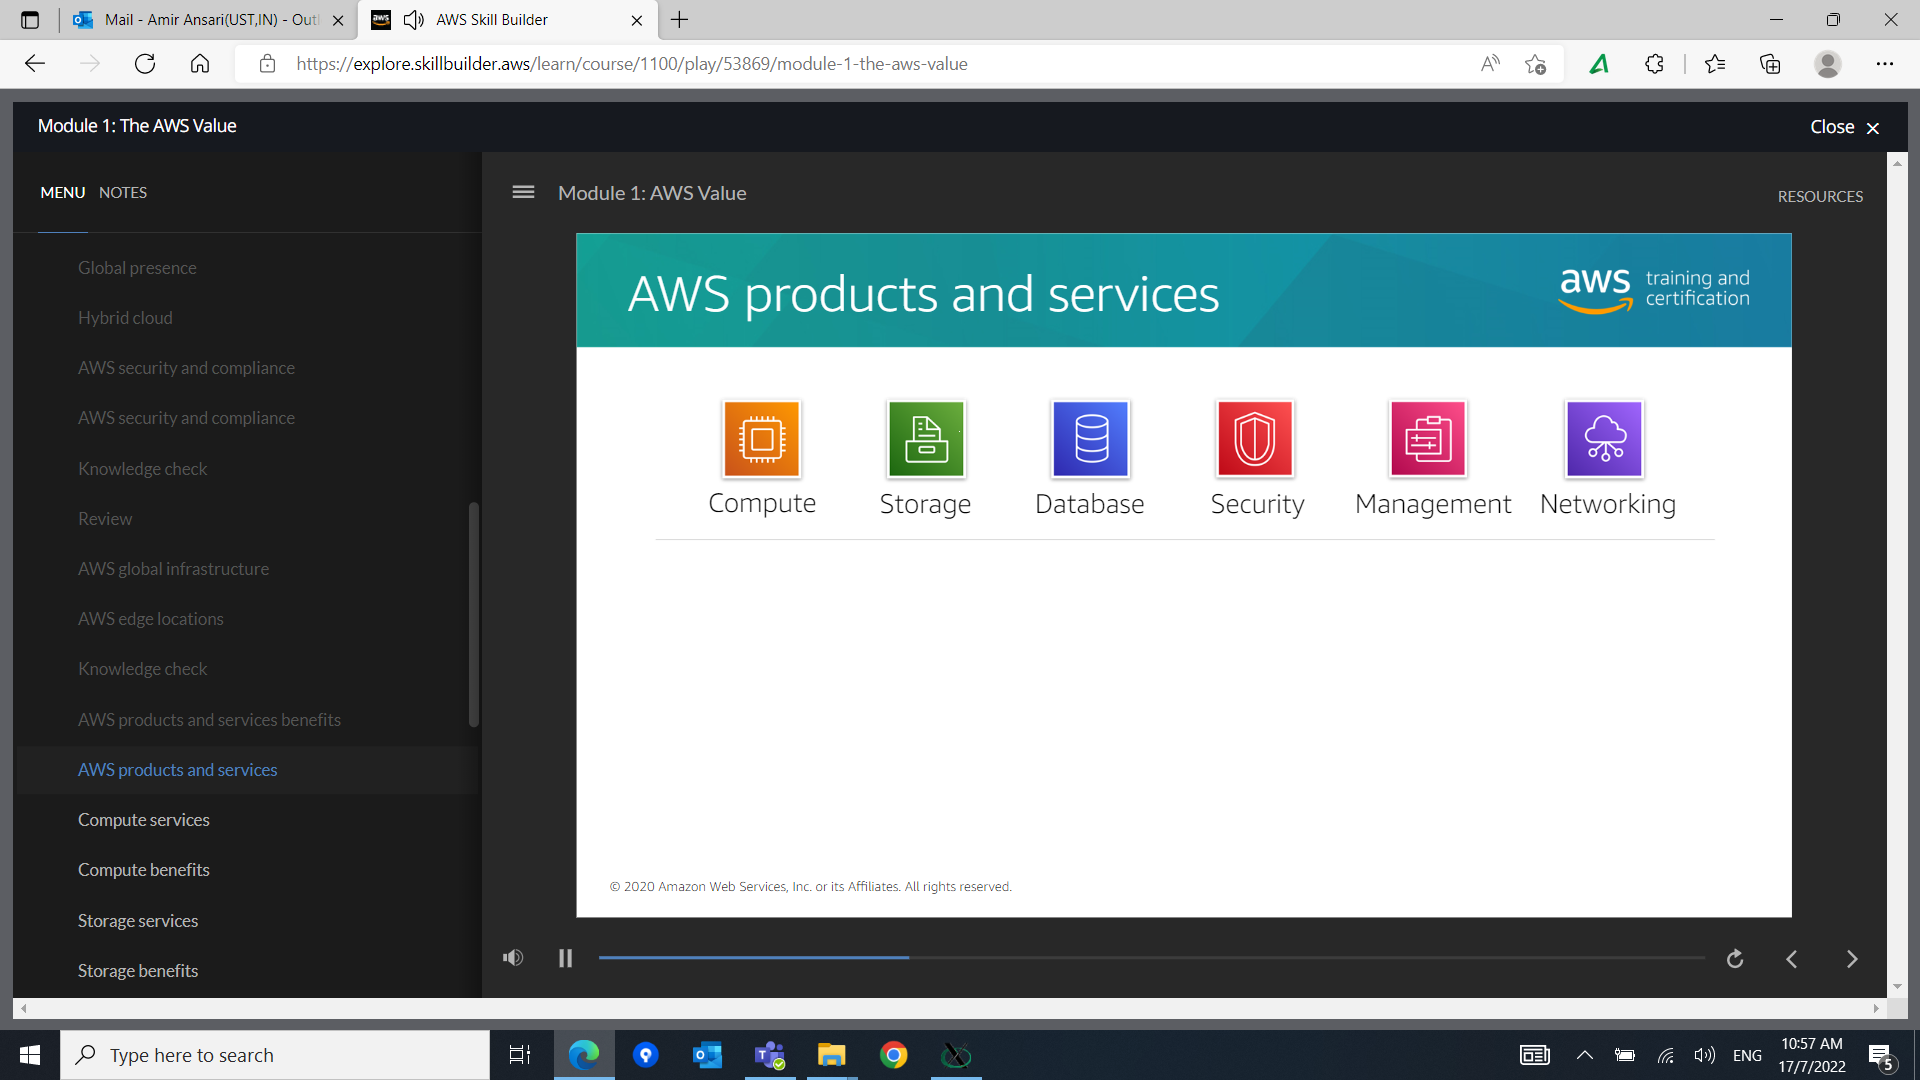 Mail - Amir Ansari(UST,IN) - Outl
aws
AWS Skill Builder
https://explore.skillbuilder.aws/learn/course/1100/play/53869/module-1-the-aws-value
Module 1: The AWS Value
Close
MENU
NOTES
Module 1: AWS Value
RESOURCES
Global presence
Hybrid cloud
AWS security and compliance
AWS security and compliance
Knowledge check
Review
AWS global infrastructure
AWS edge locations
Knowledge check
AWS products and services benefits
AWS products and services
Compute services
Compute benefits
Storage services
Storage benefits
AWS products and services
aws
training and
certification
Compute
Storage
Database
Security
Management
Networking
© 2020 Amazon Web Services, Inc. or its Affiliates. All rights reserved.
Type here to search
ENG
10:57 AM
17/7/2022
5